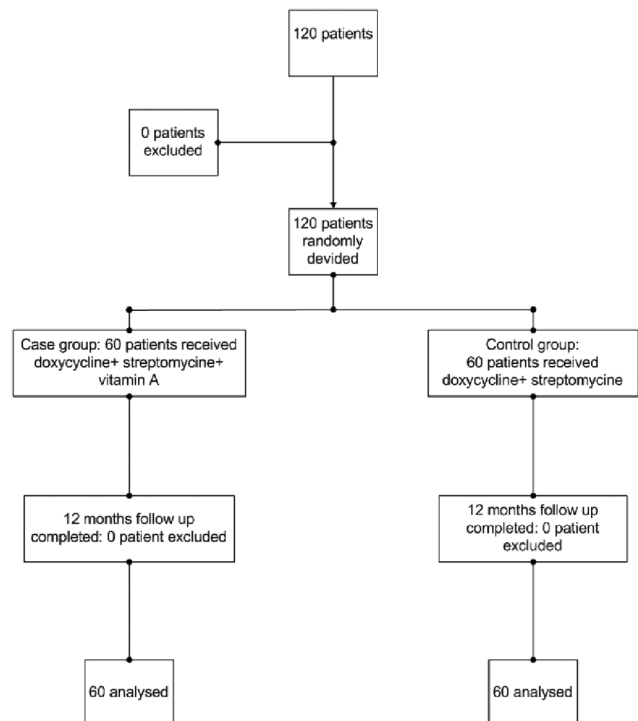 120 patients
0 patients
excluded
120 patients
randomly
devided
Case group: 60 patients received
doxycycline+ streptomycine+
vitamin A
Control group:
60 patients received
doxycycline+ streptomycine
12 months follow up
completed: 0 patient excluded
12 months follow up
completed: 0 patient
excluded
60 analysed
60 analysed